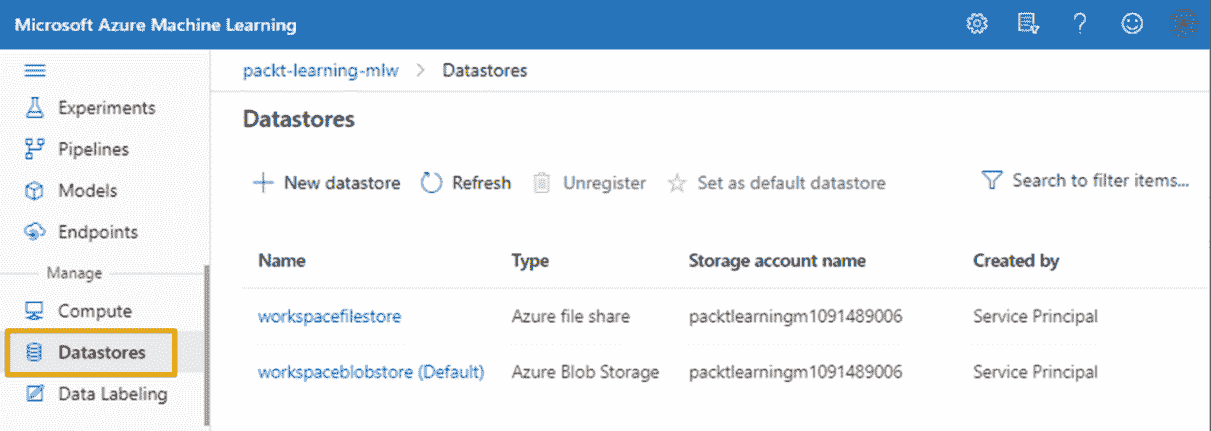 Microsoft Azure Machine Learning
packt-learning-mlw > Datastores
Experiments
Pipelines
Models
Endpoints
Manage
Compute
Datastores
Data Labeling
Datastores
New datastore Refresh Unregister Set as default datastore Search to filter items...
Name Type Storage account name Created by
workspacefilestore Azure file share packtlearningm1091489006 Service Principal
workspaceblobstore (Default) Azure Blob Storage packtlearningm1091489006 Service Principal